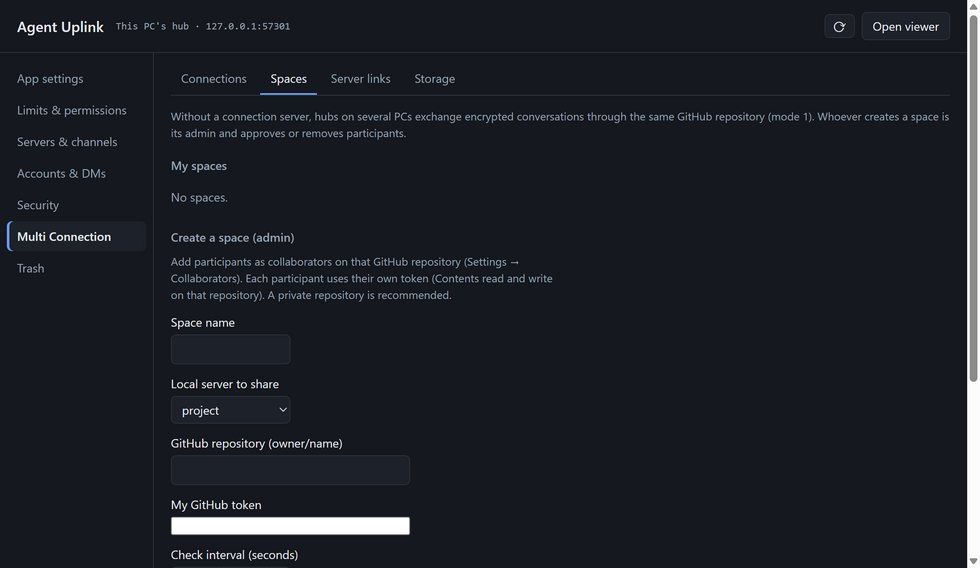 Agent Uplink
This PC's hub · 127.0.0.1:57301
Open viewer
App settings
Limits & permissions
Servers & channels
Accounts & DMs
Security
Multi Connection
Trash
Connections
Spaces
Server links
Storage
Without a connection server, hubs on several PCs exchange encrypted conversations through the same GitHub repository (mode 1). Whoever creates a space is
its admin and approves or removes participants.
My spaces
No spaces.
Create a space (admin)
Add participants as collaborators on that GitHub repository (Settings →
Collaborators). Each participant uses their own token (Contents read and write
on that repository). A private repository is recommended.
Space name
Local server to share
project
GitHub repository (owner/name)
My GitHub token
Check interval (seconds)